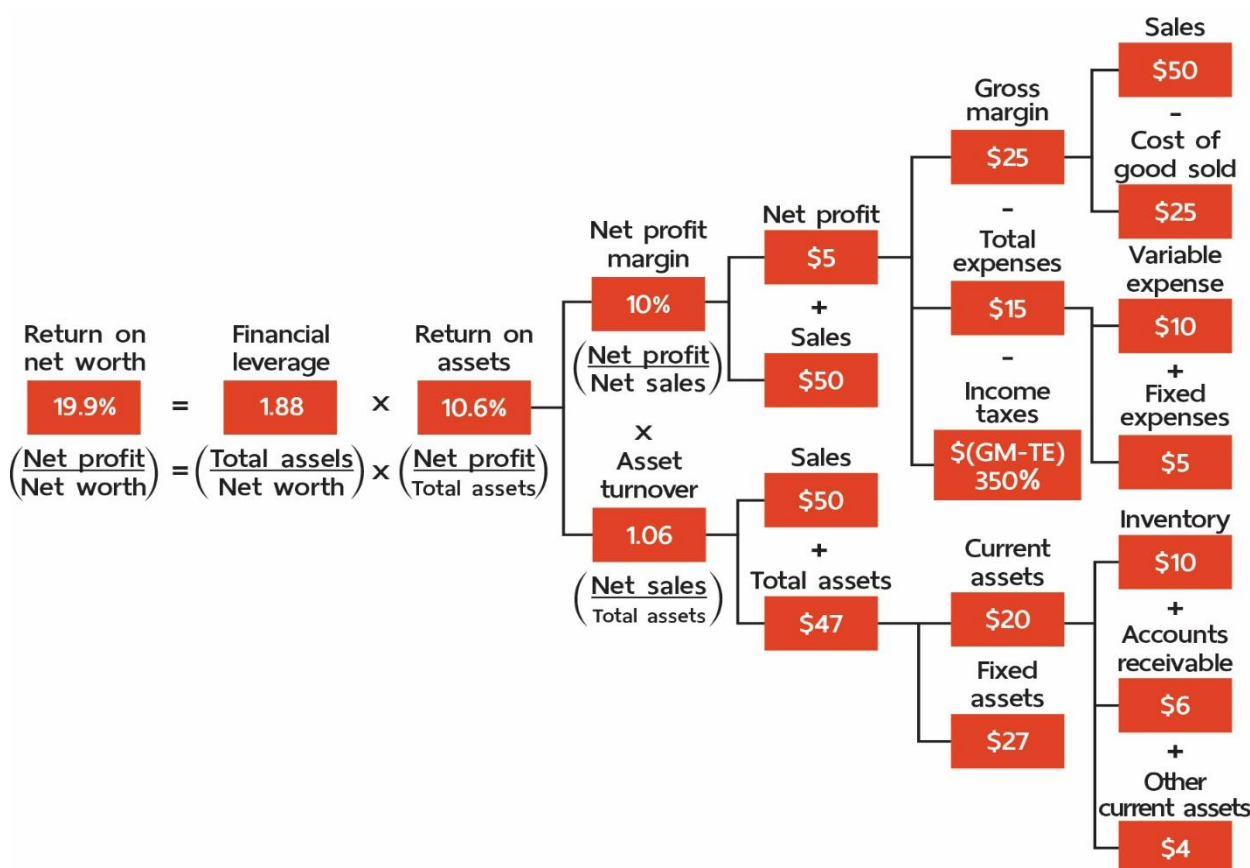 Return on
net worth
19.9%
=
Financial
leverage
1.88
x
Return on
assets
10.6%
(Net profit
Net worth)
=
(Total assels
Net worth)
x
(Net profit
Total assets)
Net profit
margin
10%
(Net profit
Net sales)
x
Asset
turnover
1.06
(Net sales
Total assets)
Net profit
$5
+
Sales
$50
Sales
$50
+
Total assets
$47
Gross
margin
$25
-
Total
expenses
$15
-
Income
taxes
$(GM-TE)
350%
Current
assets
$20
Fixed
assets
$27
Sales
$50
-
Cost of
good sold
$25
Variable
expense
$10
+
Fixed
expenses
$5
Inventory
$10
+
Accounts
receivable
$6
+
Other
current assets
$4